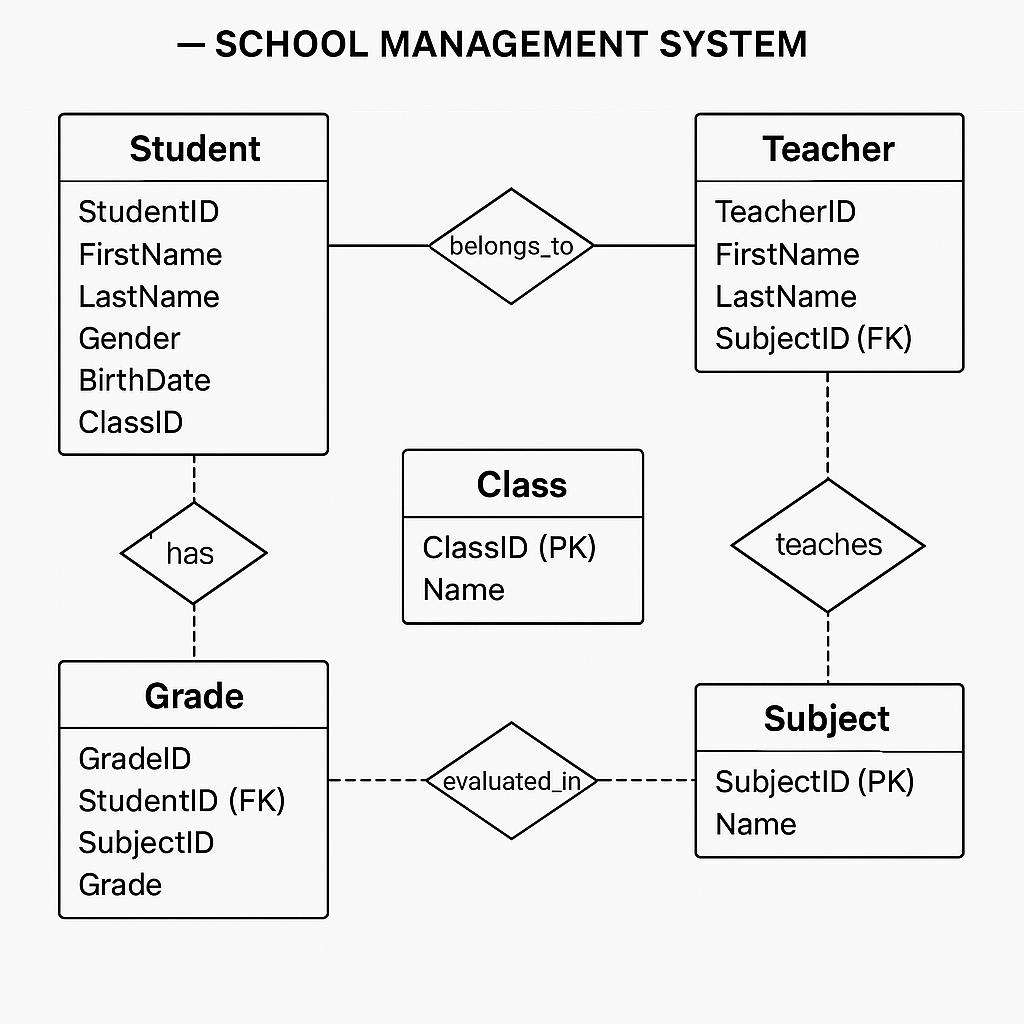 — SCHOOL MANAGEMENT SYSTEM
Student
StudentID
FirstName
LastName
Gender
BirthDate
ClassID
belongs_to
Teacher
TeacherID
FirstName
LastName
SubjectID (FK)
has
Class
ClassID (PK)
Name
teaches
Grade
GradeID
StudentID (FK)
SubjectID
Grade
evaluated_in
Subject
SubjectID (PK)
Name